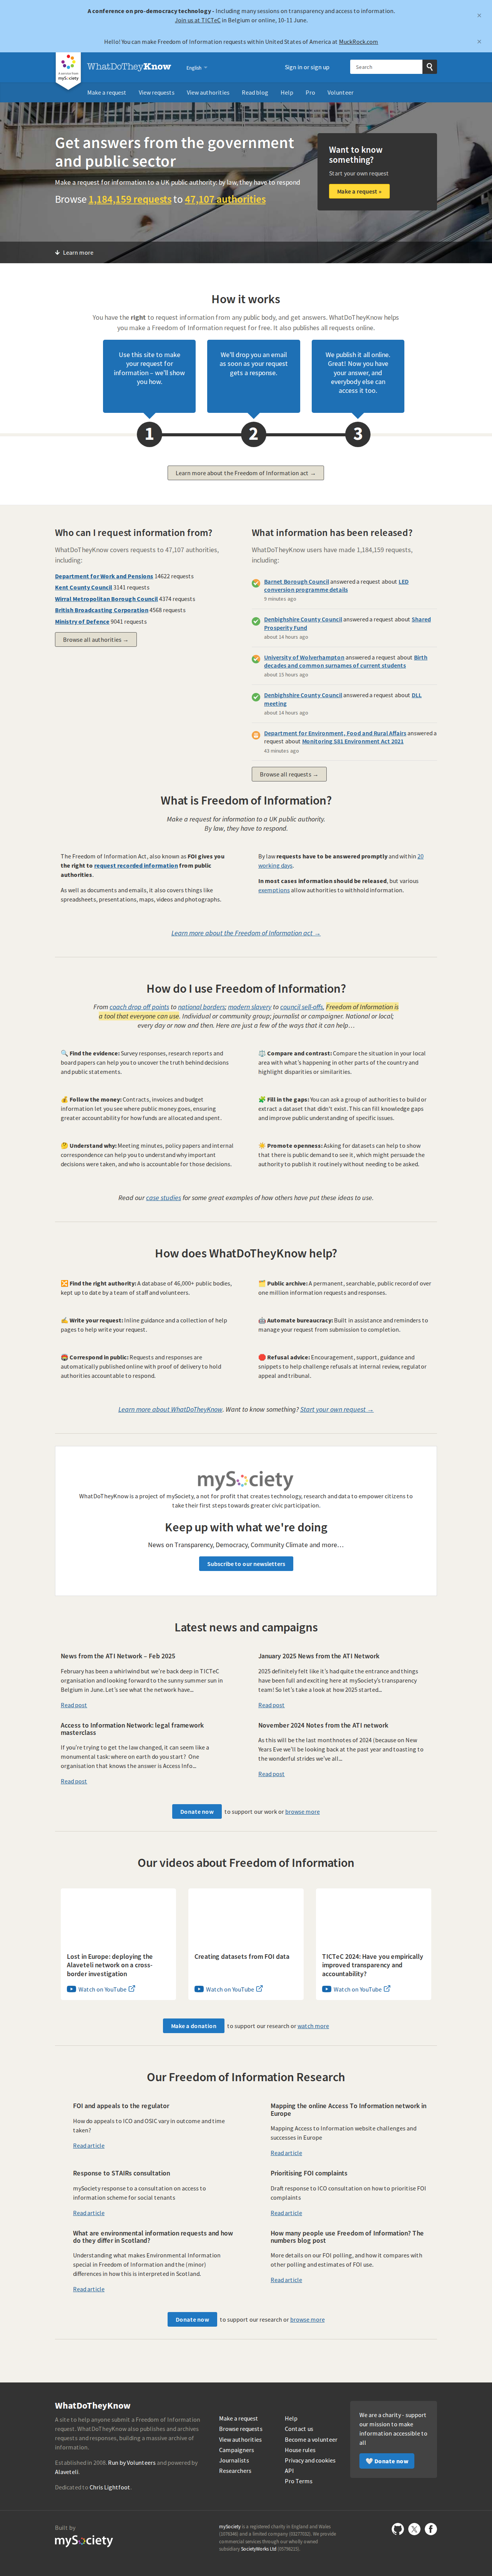 A conference on pro-democracy technology - Including many sessions on transparency and access to information.
Join us at TICTeC in Belgium or online, 10-11 June.
Hello! You can make Freedom of Information requests within United States of America at MuckRock.com
mySociety
WhatDoTheyKnow
English
Sign in or sign up
Search
Make a request
View requests
View authorities
Read blog
Help
Pro
Volunteer
Get answers from the government
and public sector
Make a request for information to a UK public authority: by law, they have to respond
Browse 1,184,159 requests to 47,107 authorities
Want to know
something?
Start your own request
Make a request »
Learn more
How it works
You have the right to request information from any public body, and get answers. WhatDoTheyKnow helps
you make a Freedom of Information request for free. It also publishes all requests online.
Use this site to make
your request for
information – we'll show
you how.
We'll drop you an email
as soon as your request
gets a response.
We publish it all online.
Great! Now you have
your answer, and
everybody else can
access it too.
1
2
3
Learn more about the Freedom of Information act →
Who can I request information from?
WhatDoTheyKnow covers requests to 47,107 authorities,
including:
Department for Work and Pensions 14622 requests
Kent County Council 3141 requests
Wirral Metropolitan Borough Council 4374 requests
British Broadcasting Corporation 4568 requests
Ministry of Defence 9041 requests
Browse all authorities →
What information has been released?
WhatDoTheyKnow users have made 1,184,159 requests,
including:
Barnet Borough Council answered a request about LED
conversion programme details
9 minutes ago
Denbighshire County Council answered a request about Shared
Prosperity Fund
about 14 hours ago
University of Wolverhampton answered a request about Birth
decades and common surnames of current students
about 15 hours ago
Denbighshire County Council answered a request about DLL
meeting
about 14 hours ago
Department for Environment, Food and Rural Affairs answered a
request about Monitoring S81 Environment Act 2021
43 minutes ago
Browse all requests →
What is Freedom of Information?
Make a request for information to a UK public authority.
By law, they have to respond.
The Freedom of Information Act, also known as FOI gives you
the right to request recorded information from public
authorities.
As well as documents and emails, it also covers things like
spreadsheets, presentations, maps, videos and photographs.
By law requests have to be answered promptly and within 20
working days.
In most cases information should be released, but various
exemptions allow authorities to withhold information.
Learn more about the Freedom of Information act →
How do I use Freedom of Information?
From coach drop off points to national borders; modern slavery to council sell-offs, Freedom of Information is
a tool that everyone can use. Individual or community group; journalist or campaigner. National or local;
every day or now and then. Here are just a few of the ways that it can help…
🔍 Find the evidence: Survey responses, research reports and
board papers can help you to uncover the truth behind decisions
and public statements.
⚖️ Compare and contrast: Compare the situation in your local
area with what's happening in other parts of the country and
highlight disparities or similarities.
💰 Follow the money: Contracts, invoices and budget
information let you see where public money goes, ensuring
greater accountability for how funds are allocated and spent.
🧩 Fill in the gaps: You can ask a group of authorities to build or
extract a dataset that didn't exist. This can fill knowledge gaps
and improve public understanding of specific issues.
🤔 Understand why: Meeting minutes, policy papers and internal
correspondence can help you to understand why important
decisions were taken, and who is accountable for those decisions.
☀️ Promote openness: Asking for datasets can help to show
that there is public demand to see it, which might persuade the
authority to publish it routinely without needing to be asked.
Read our case studies for some great examples of how others have put these ideas to use.
How does WhatDoTheyKnow help?
🔀 Find the right authority: A database of 46,000+ public bodies,
kept up to date by a team of staff and volunteers.
🗂️ Public archive: A permanent, searchable, public record of over
one million information requests and responses.
✍️ Write your request: Inline guidance and a collection of help
pages to help write your request.
🤖 Automate bureaucracy: Built in assistance and reminders to
manage your request from submission to completion.
📮 Correspond in public: Requests and responses are
automatically published online with proof of delivery to hold
authorities accountable to respond.
🛑 Refusal advice: Encouragement, support, guidance and
snippets to help challenge refusals at internal review, regulator
appeal and tribunal.
Learn more about WhatDoTheyKnow. Want to know something? Start your own request →
mySociety
WhatDoTheyKnow is a project of mySociety, a not for profit that creates technology, research and data to empower citizens to
take their first steps towards greater civic participation.
Keep up with what we're doing
News on Transparency, Democracy, Community Climate and more…
Subscribe to our newsletters
Latest news and campaigns
News from the ATI Network – Feb 2025
February has been a whirlwind but we're back deep in TICTeC
organisation and looking forward to the sunny summer sun in
Belgium in June. Let's see what the network have...
Read post
January 2025 News from the ATI Network
2025 definitely felt like it's hod quite the entrance and things
have been full and exciting here at mySociety's transparency
team! So let's take a look at how 2025 started...
Read post
Access to Information Network: legal framework
masterclass
If you're trying to get the law changed, it can seem like a
monumental task: where on earth do you start? One
organisation that knows the answer is Access Info...
Read post
November 2024 Notes from the ATI network
As this will be the last monthnotes of 2024 (because on New
Years Eve we'll be looking back at the past year and toasting to
the wonderful strides we've all...
Read post
Donate now to support our work or browse more
Our videos about Freedom of Information
Lost in Europe: deploying the
Alaveteli network on a cross-
border investigation
Watch on YouTube
Creating datasets from FOI data
Watch on YouTube
TICTeC 2024: Have you empirically
improved transparency and
accountability?
Watch on YouTube
Make a donation to support our research or watch more
Our Freedom of Information Research
FOI and appeals to the regulator
How do appeals to ICO and OSIC vary in outcome and time
taken?
Read article
Mapping the online Access To Information network in
Europe
Mapping Access to Information website challenges and
successes in Europe
Read article
Response to STAIRs consultation
mySociety response to a consultation on access to
information scheme for social tenants
Read article
Prioritising FOI complaints
Draft response to ICO consultation on how to prioritise FOI
complaints
Read article
What are environmental information requests and how
do they differ in Scotland?
Understanding what makes Environmental Information
special in Freedom of Information and the (minor)
differences in how this is interpreted in Scotland.
Read article
How many people use Freedom of Information? The
numbers blog post
More details on our FOI polling, and how it compares with
other polling and estimates of FOI use.
Read article
Donate now to support our research or browse more
WhatDoTheyKnow
A site to help anyone submit a Freedom of Information
request. WhatDoTheyKnow also publishes and archives
requests and responses, building a massive archive of
information.
Established in 2008. Run by Volunteers and powered by
Alaveteli.
Dedicated to Chris Lightfoot.
Make a request
Browse requests
View authorities
Campaigners
Journalists
Researchers
Help
Contact us
Become a volunteer
House rules
Privacy and cookies
API
Pro Terms
We are a charity - support
our mission to make
information accessible to
all
🤍 Donate now
Built by
mySociety
mySociety is a registered charity in England and Wales
(1076346) and a limited company (03277032). We provide
commercial services through our wholly owned
subsidiary SocietyWorks Ltd (05798215).